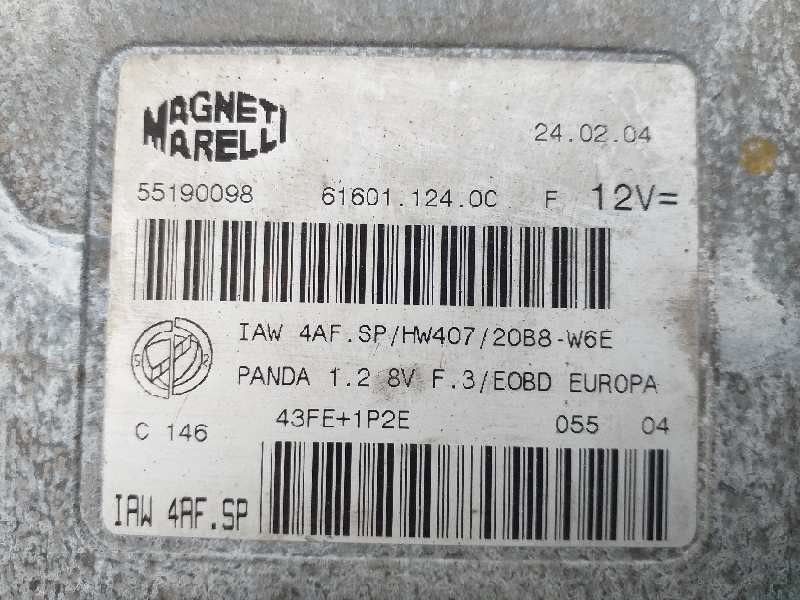 MAGNETI
MARELLI
24.02.04
55190098 61601.124.0C F 12V=
IAW 4AF.SP/HW407/20B8-W6E
PANDA 1.2 8V F.3/EOBD EUROPA
S 2
C 146 43FE+1P2E 055 04
IAW 4AF.SP